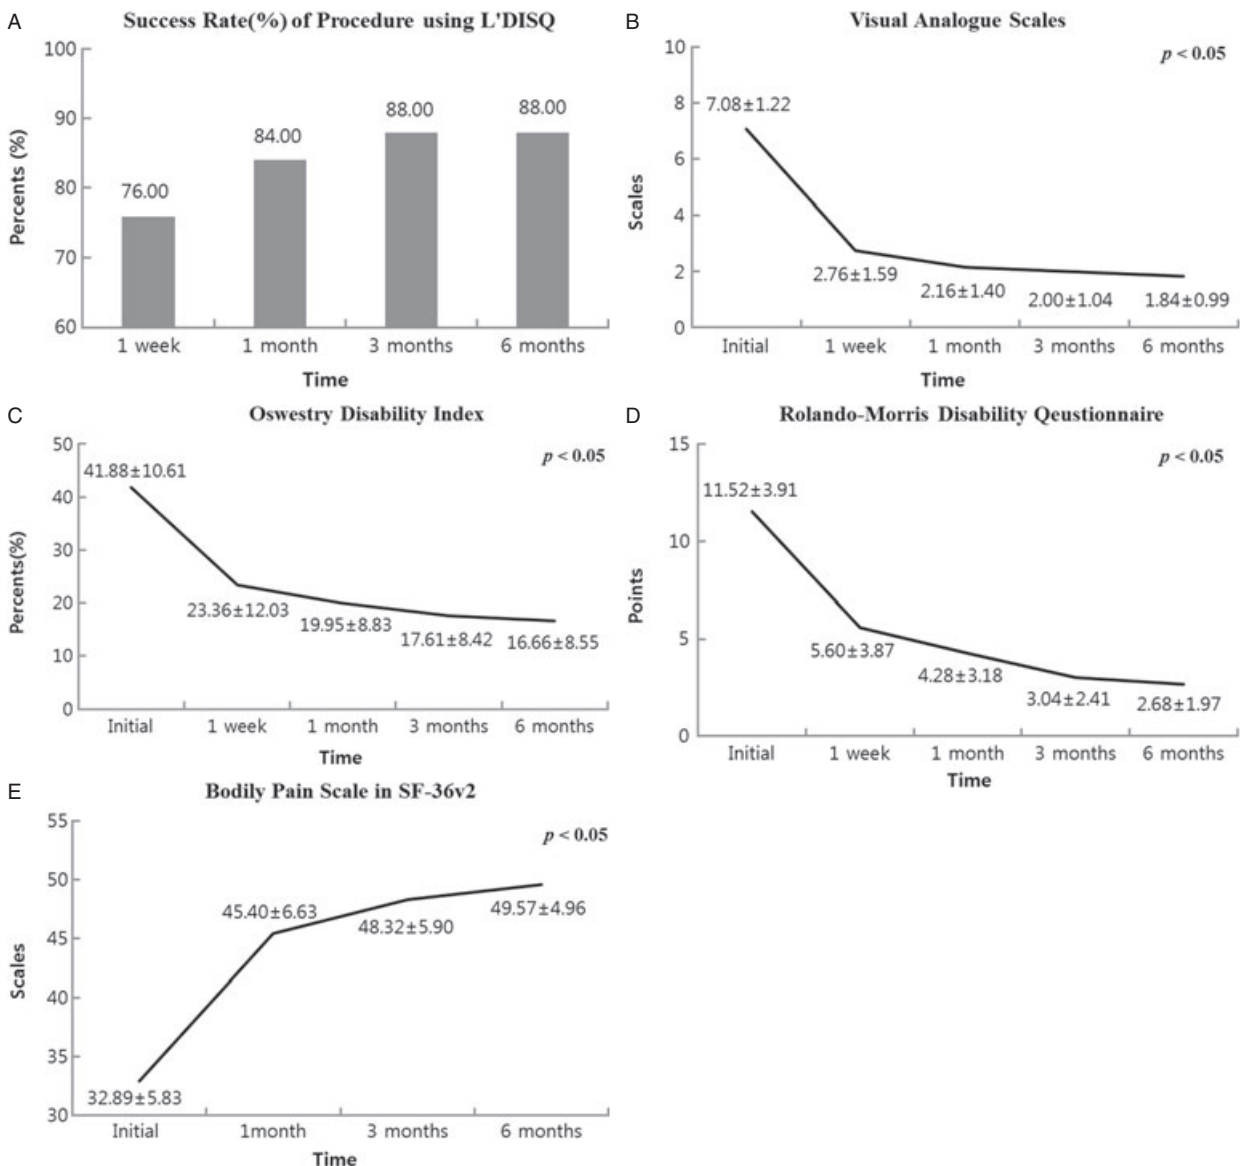 A
Success Rate(%) of Procedure using L'DISQ
Percents (%)
100
90
80
70
60
76.00
84.00
88.00
88.00
1 week
1 month
3 months
6 months
Time
B
Visual Analogue Scales
p < 0.05
Scales
10
8
6
4
2
0
7.08±1.22
2.76±1.59
2.16±1.40
2.00±1.04
1.84±0.99
Initial
1 week
1 month
3 months
6 months
Time
C
Oswestry Disability Index
p < 0.05
Percents(%)
50
40
30
20
10
0
41.88±10.61
23.36±12.03
19.95±8.83
17.61±8.42
16.66±8.55
Initial
1 week
1 month
3 months
6 months
Time
D
Rolando-Morris Disability Qeustionnaire
p < 0.05
Points
15
10
5
0
11.52±3.91
5.60±3.87
4.28±3.18
3.04±2.41
2.68±1.97
Initial
1 week
1 month
3 months
6 months
Time
E
Bodily Pain Scale in SF-36v2
p < 0.05
Scales
55
50
45
40
35
30
32.89±5.83
45.40±6.63
48.32±5.90
49.57±4.96
Initial
1month
3 months
6 months
Time